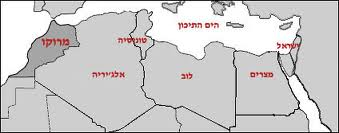 הים התיכון
מרוקו
טוניסיה
ישראל
אלג'יריה
לוב
מצרים